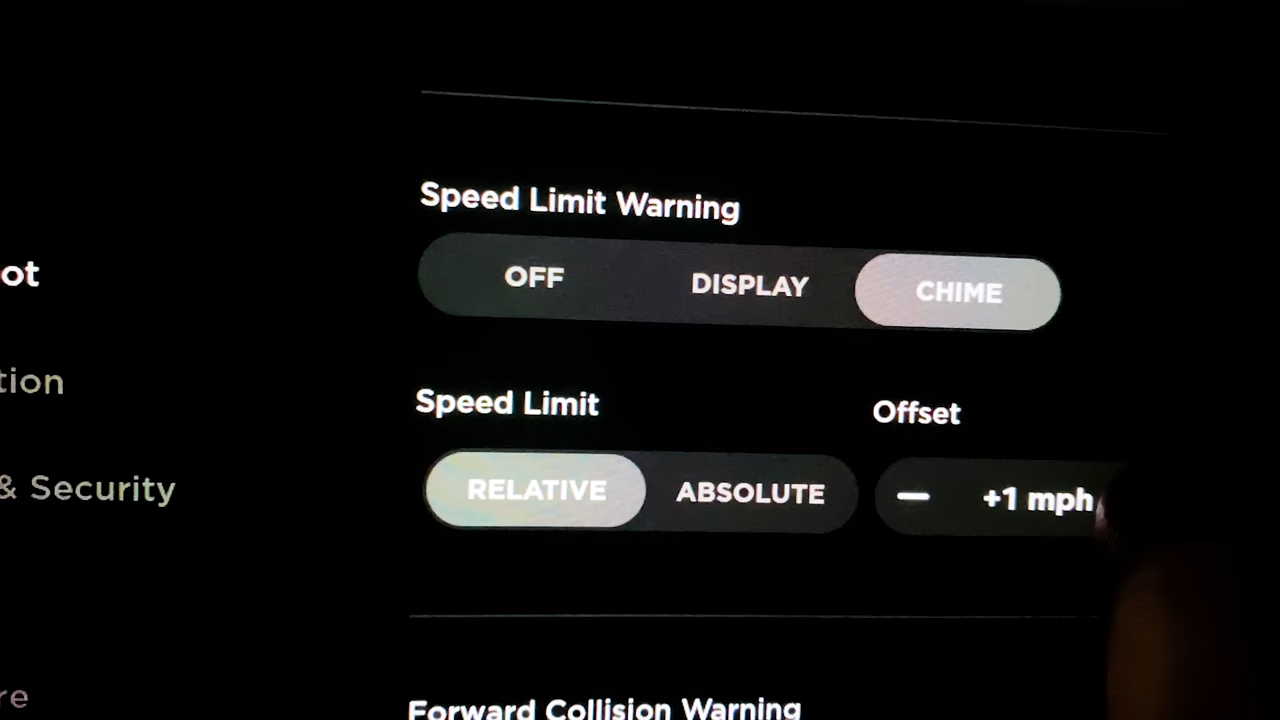 Speed Limit Warning
OFF DISPLAY CHIME
ot
tion
Speed Limit Offset
RELATIVE ABSOLUTE — +1 mph
& Security
re
Forward Collision Warning